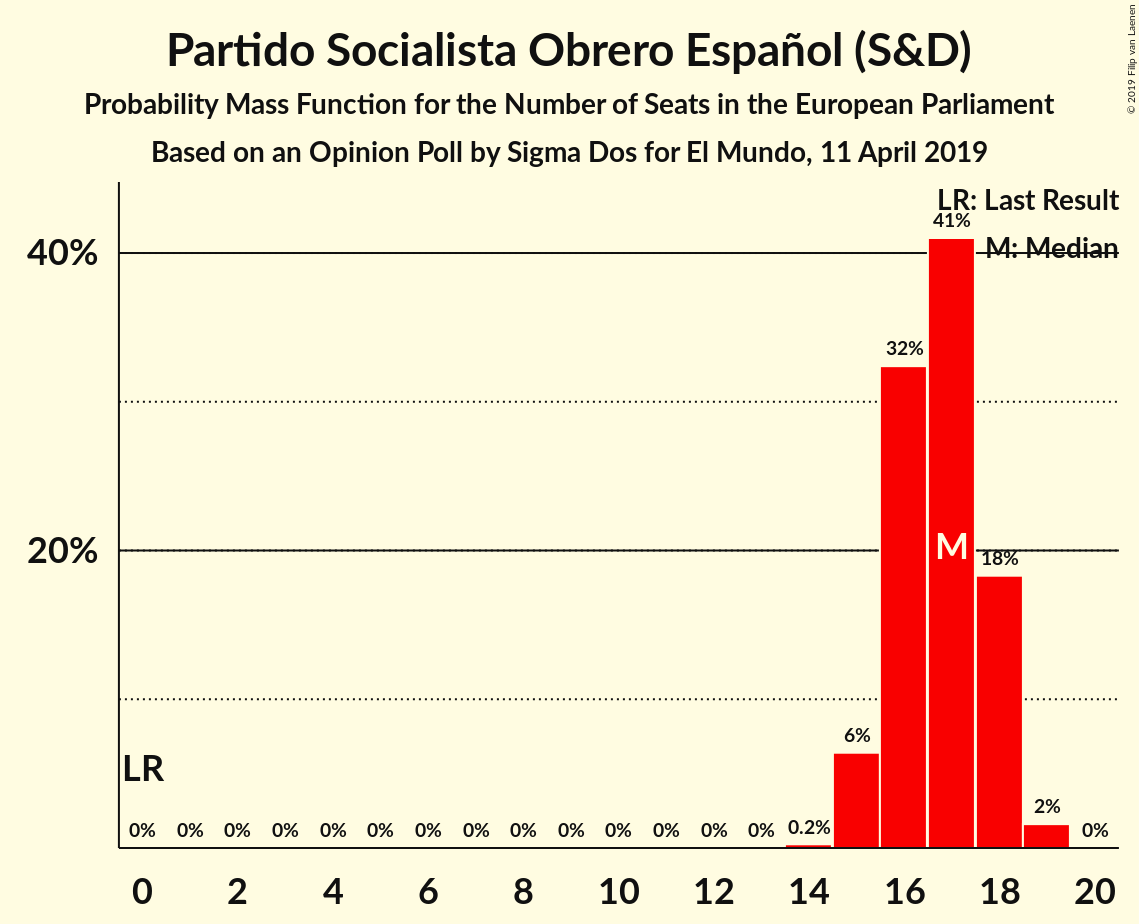 Partido Socialista Obrero Español (S&D)
Probability Mass Function for the Number of Seats in the European Parliament
Based on an Opinion Poll by Sigma Dos for El Mundo, 11 April 2019
© 2019 Filip van Laenen
LR: Last Result
M: Median
40%
20%
41%
32%
M
18%
6%
LR
2%
0% 0% 0% 0% 0% 0% 0% 0% 0% 0% 0% 0% 0% 0% 0.2% 0%
0 2 4 6 8 10 12 14 16 18 20